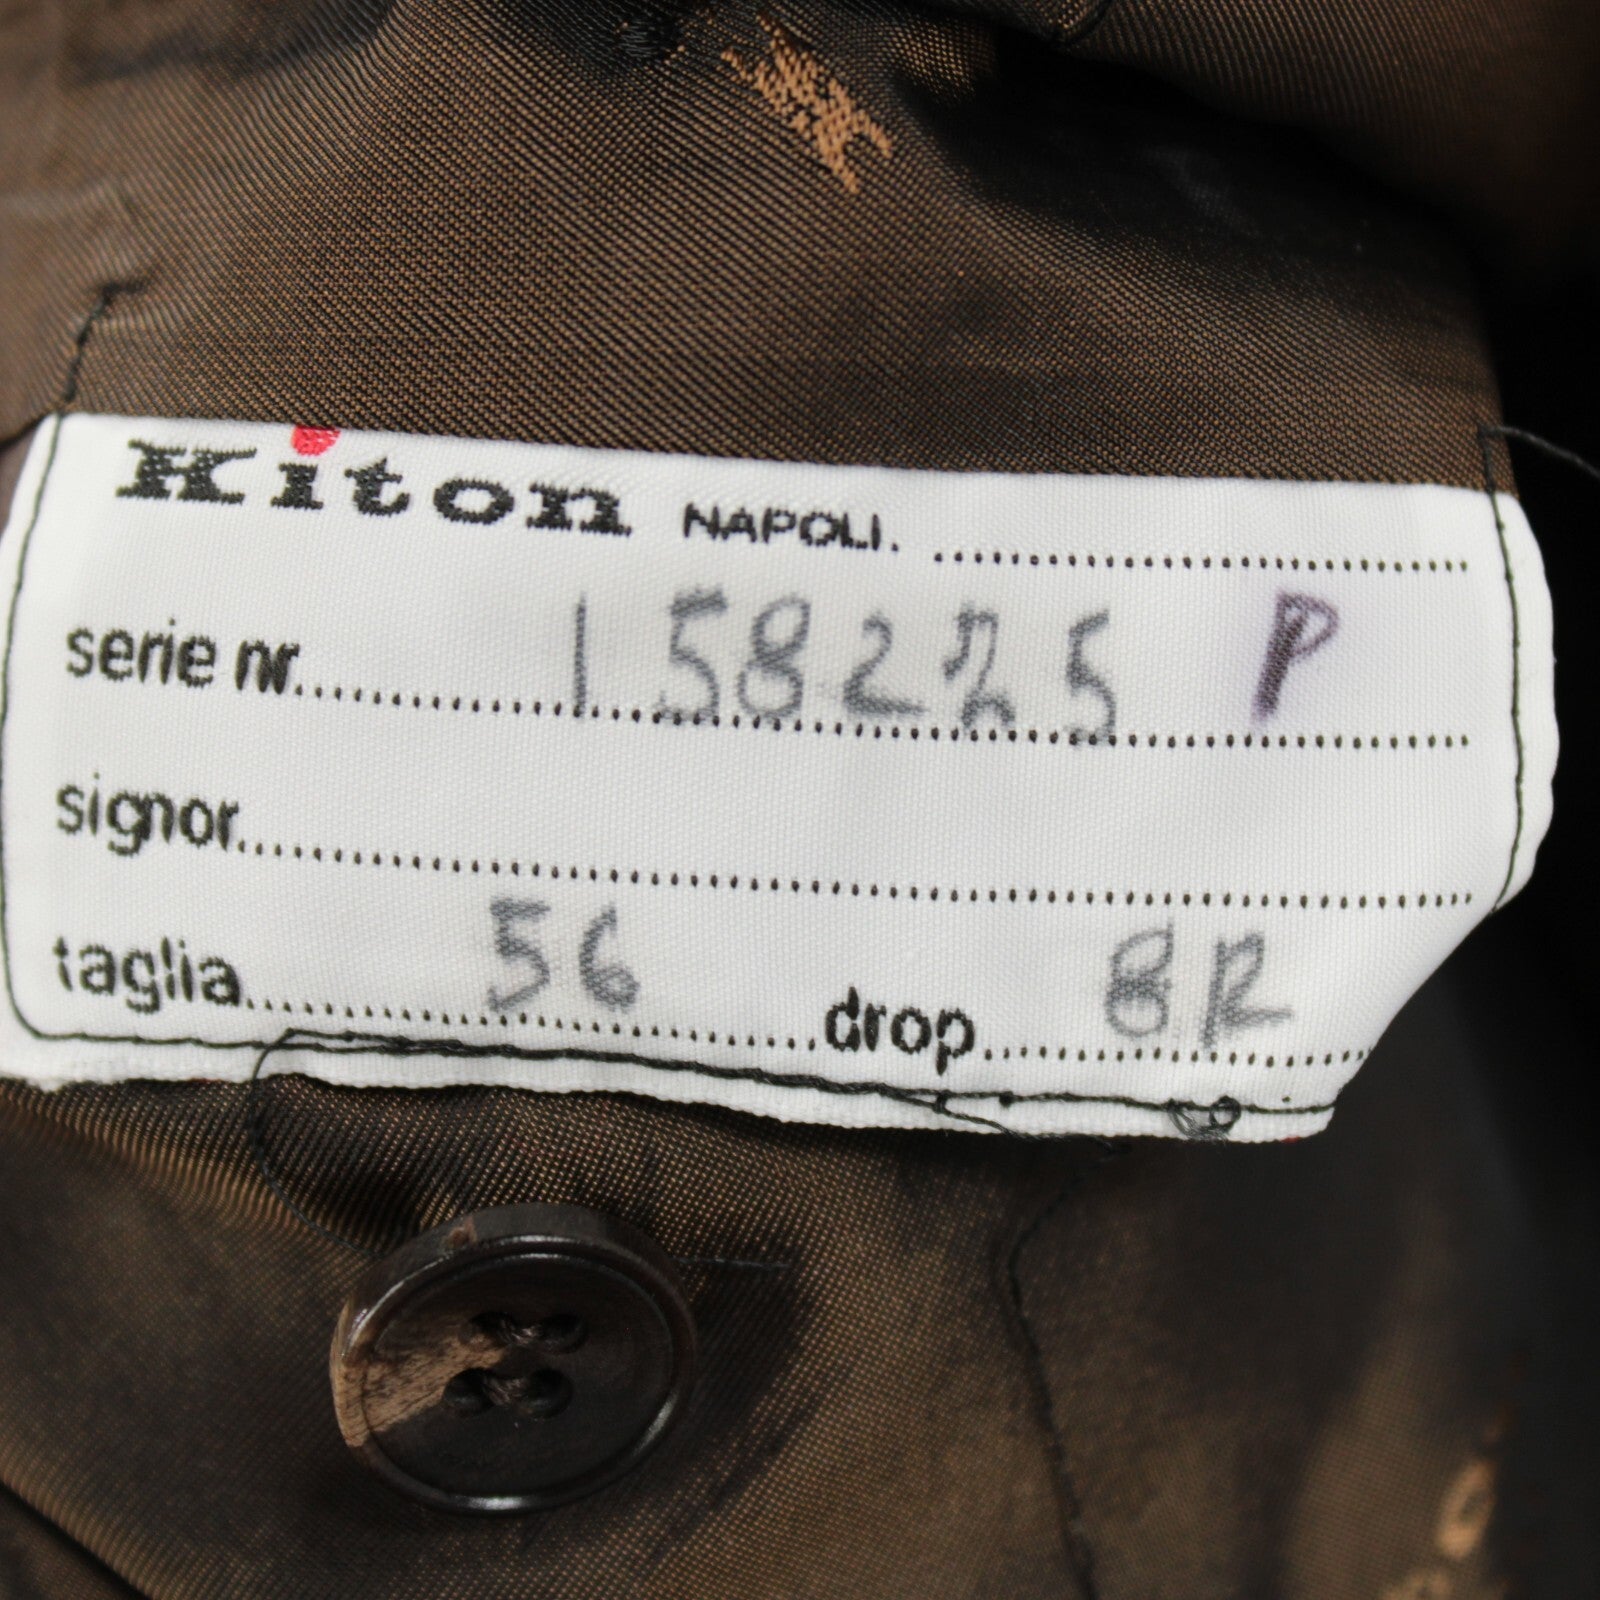 Kiton NAPOLI.
serie nr. 158225 P
signor
taglia 56 drop 8R